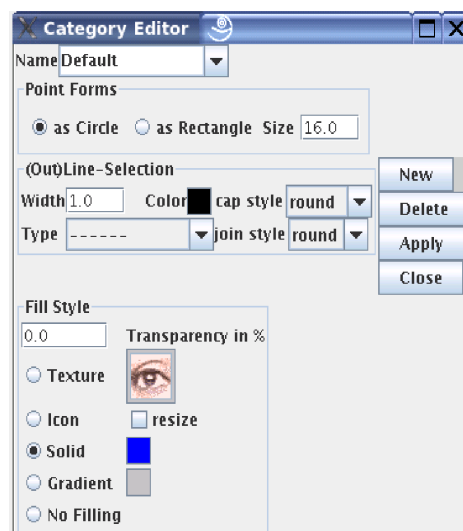 Category Editor
Name Default
Point Forms
as Circle as Rectangle Size 16.0
(Out)Line-Selection
Width 1.0 Color cap style round
Type ------ join style round
New
Delete
Apply
Close
Fill Style
0.0 Transparency in %
Texture
Icon resize
Solid
Gradient
No Filling